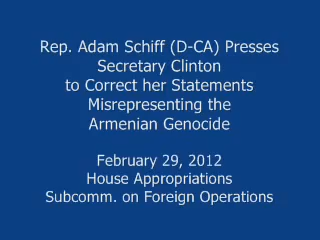 Rep. Adam Schiff (D-CA) Presses
Secretary Clinton
to Correct her Statements
Misrepresenting the
Armenian Genocide
February 29, 2012
House Appropriations
Subcomm. on Foreign Operations